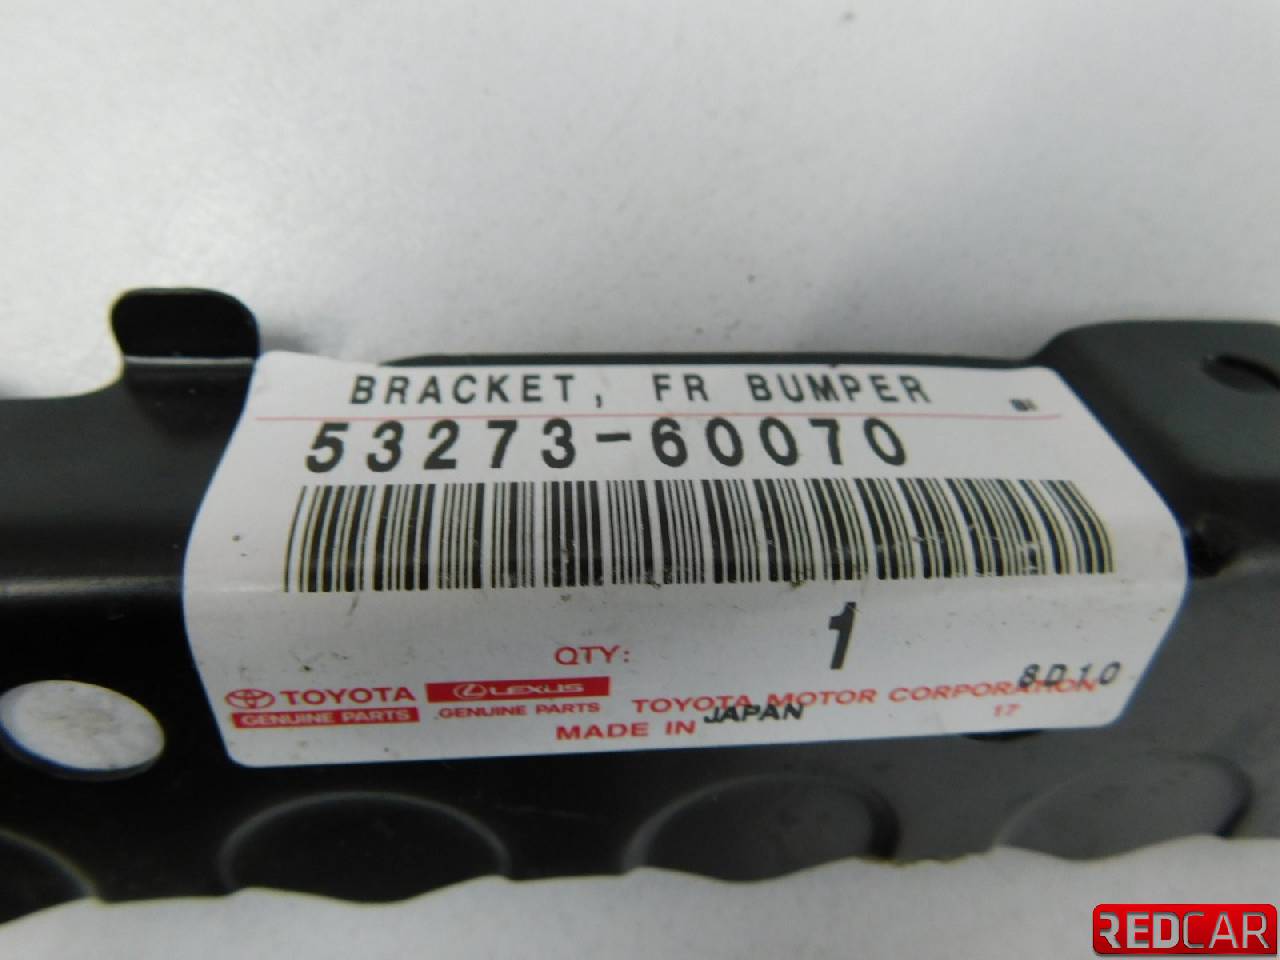 BRACKET, FR BUMPER
53273-60070
QTY: 1
TOYOTA
GENUINE PARTS
LEXUS
GENUINE PARTS
TOYOTA MOTOR CORPORATION
8D10
MADE IN JAPAN
17
REDCAR